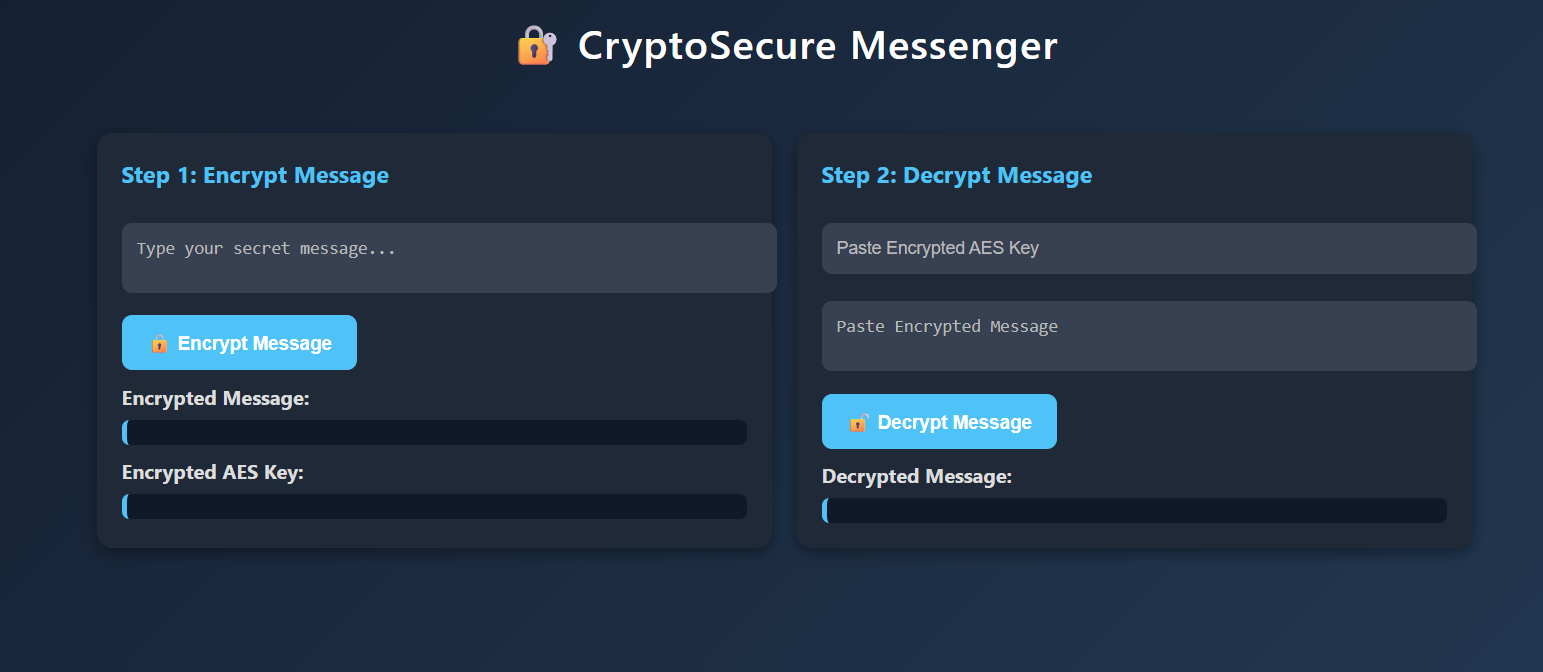 🔐 CryptoSecure Messenger
Step 1: Encrypt Message
Type your secret message...
🔒 Encrypt Message
Encrypted Message:
Encrypted AES Key:
Step 2: Decrypt Message
Paste Encrypted AES Key
Paste Encrypted Message
🔓 Decrypt Message
Decrypted Message: